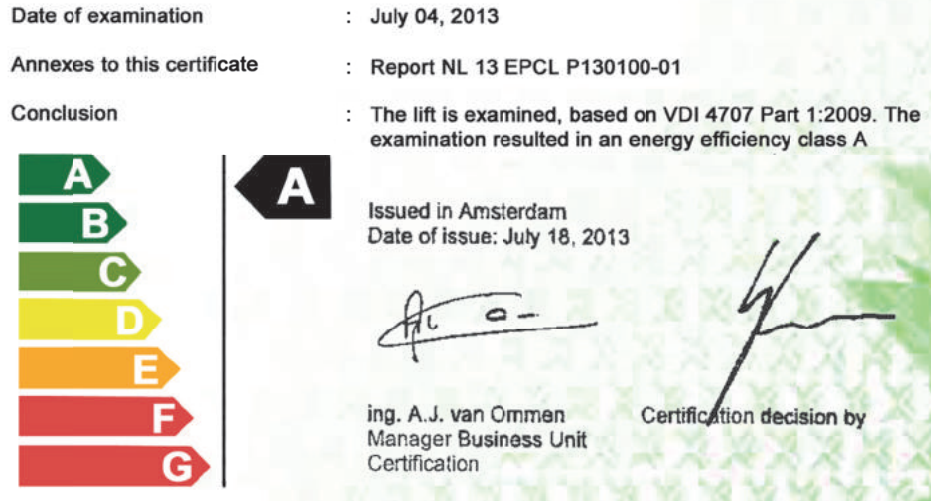 Date of examination : July 04, 2013
Annexes to this certificate : Report NL 13 EPCL P130100-01
Conclusion : The lift is examined, based on VDI 4707 Part 1:2009. The
examination resulted in an energy efficiency class A
A
A
B
C
D
E
F
G
Issued in Amsterdam
Date of issue: July 18, 2013
ing. A.J. van Ommen
Manager Business Unit
Certification
Certification decision by